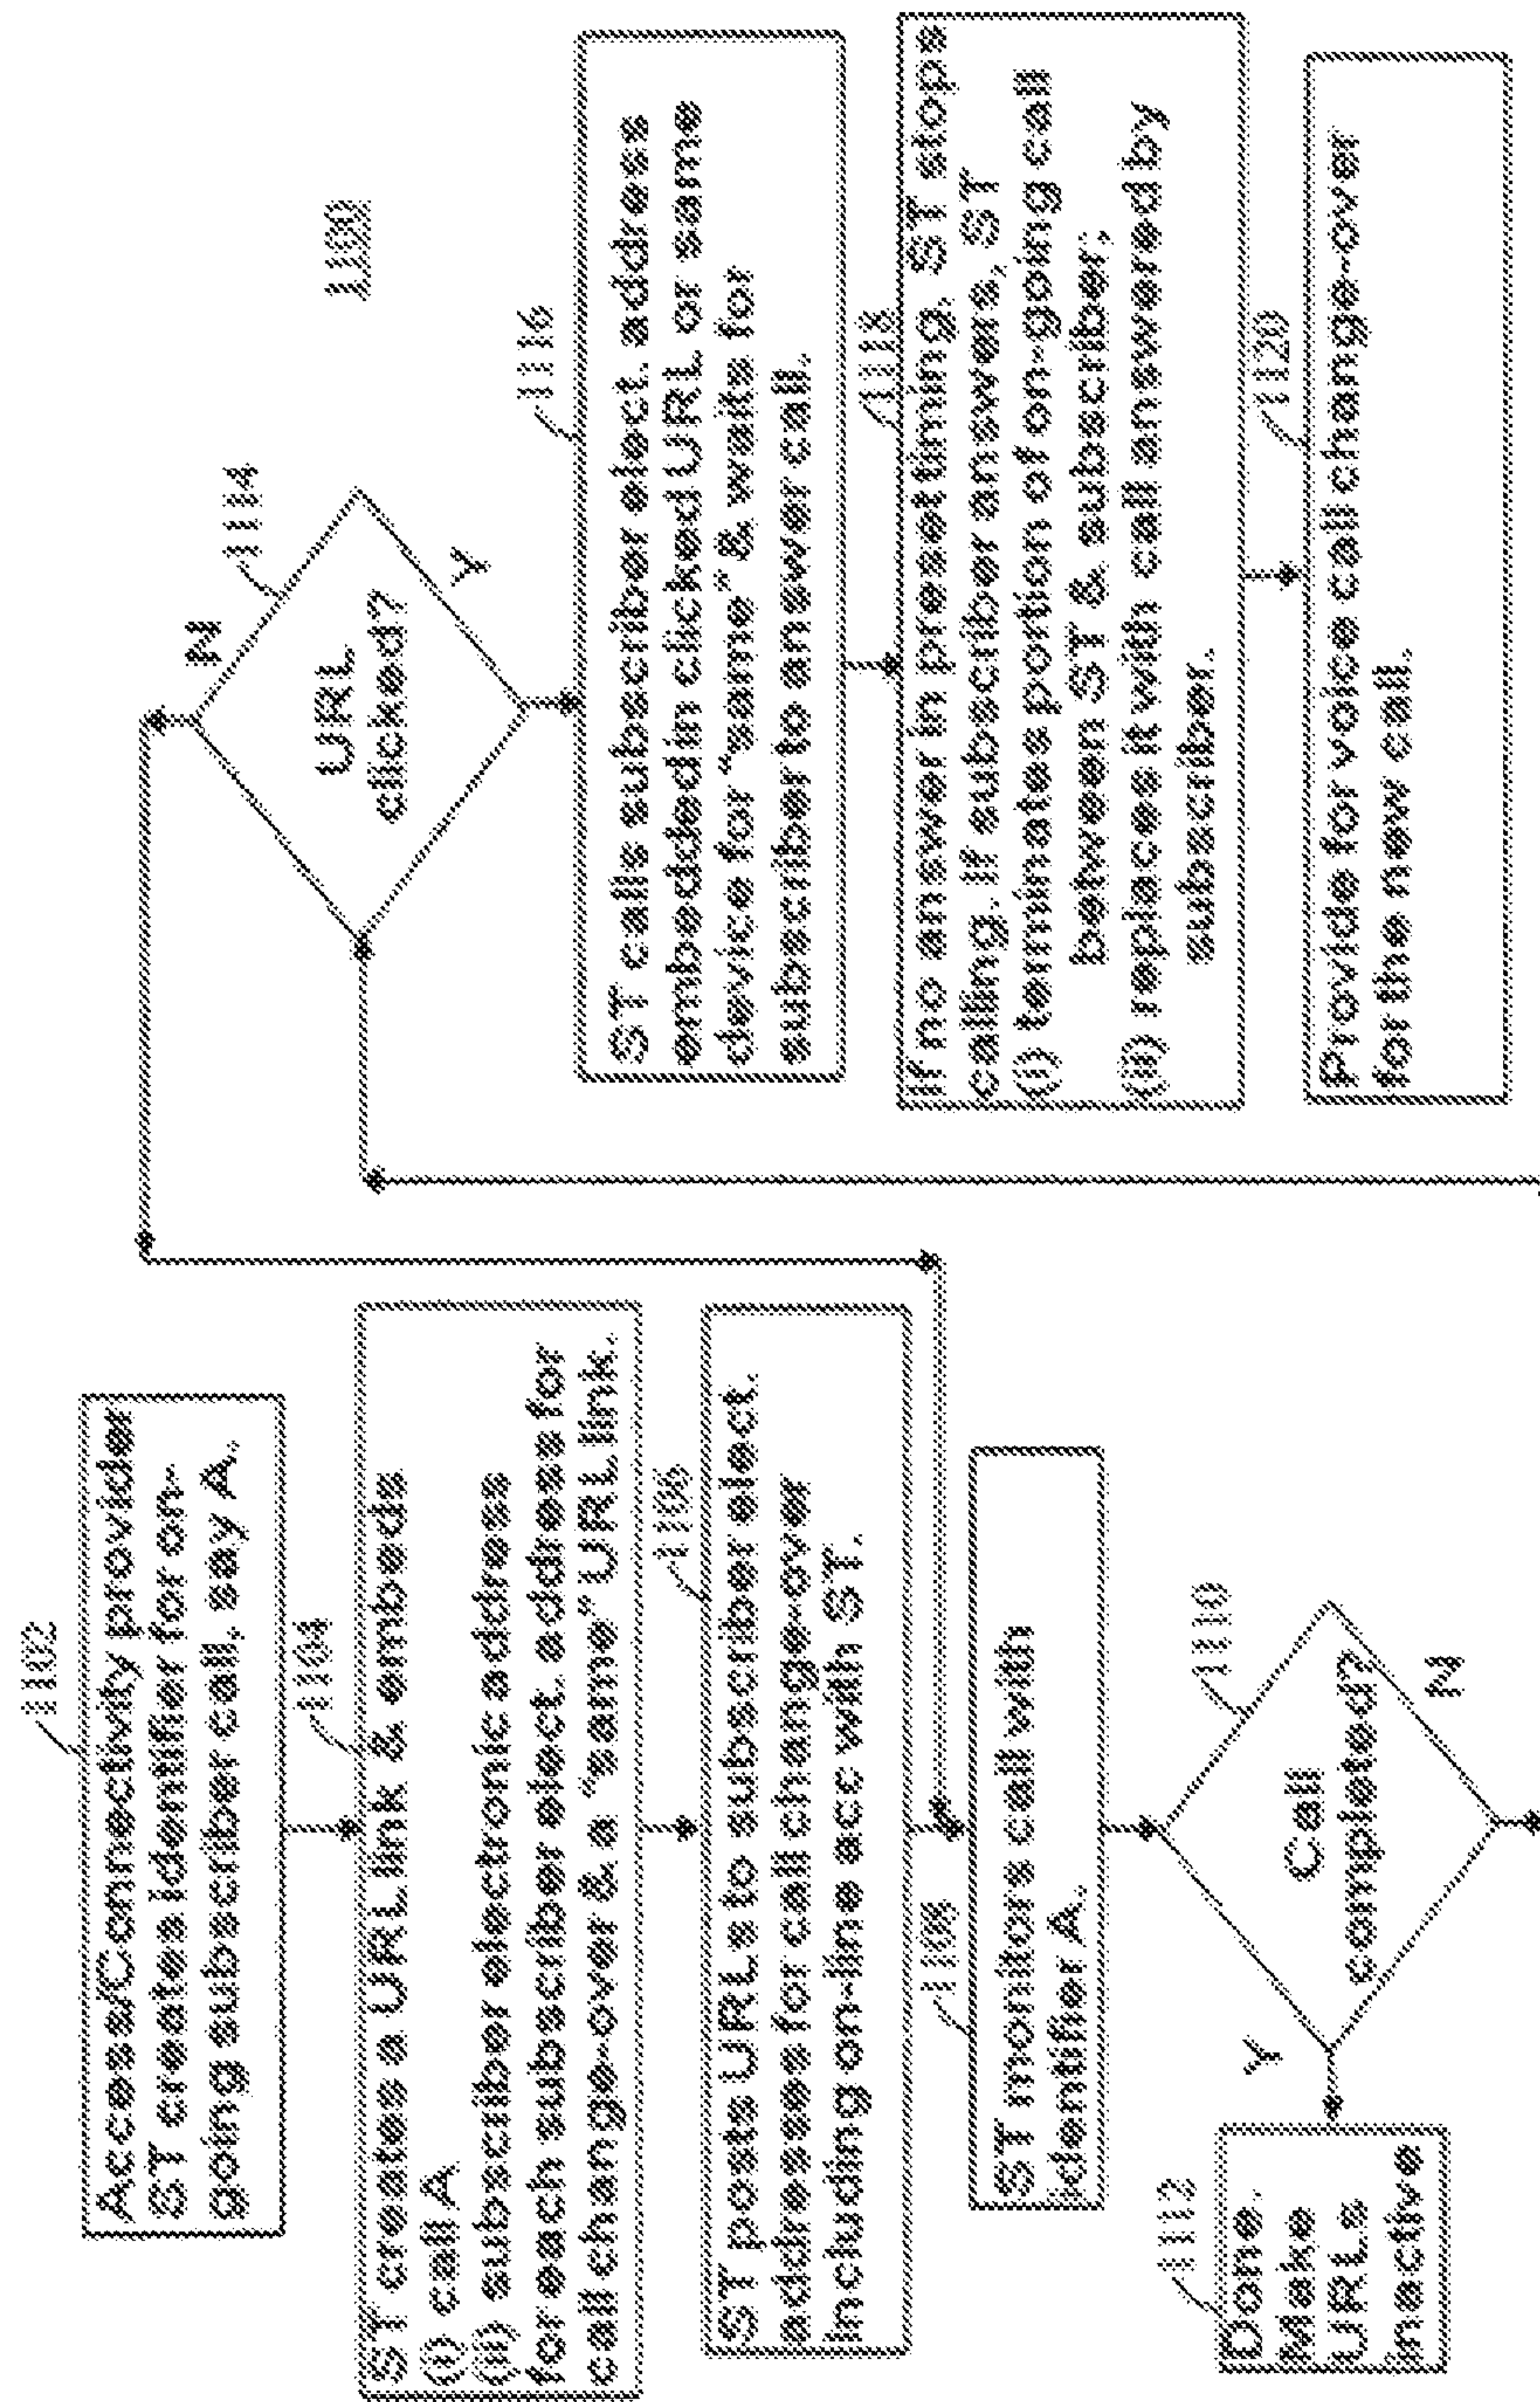 1102
Access/Connectivity provider
ST creates identifier for on-
going subscriber call, say A.
1104
ST creates a URL link & embeds
(i) call A
(ii) subscriber electronic address
for each subscriber select. address for
call change-over & a "same" URL link.
1106
ST posts URLs to subscriber select.
addresses for call change-over
including on-line acc with ST.
1108
ST monitors call with
identifier A.
1110
Call
completed?
Y
N
1112
Done.
Make
URLs
inactive
1100
1114
URL
clicked?
N
Y
1116
ST calls subscriber elect. address
embedded in clicked URL or same
device for "same" & waits for
subscriber to answer call.
1118
If no answer in preset timing, ST stops
calling. If subscriber answers, ST
(i) terminates portion of on-going call
between ST & subscriber;
(ii) replaces it with call answered by
subscriber.
1120
Provide for voice call change-over
for the new call.